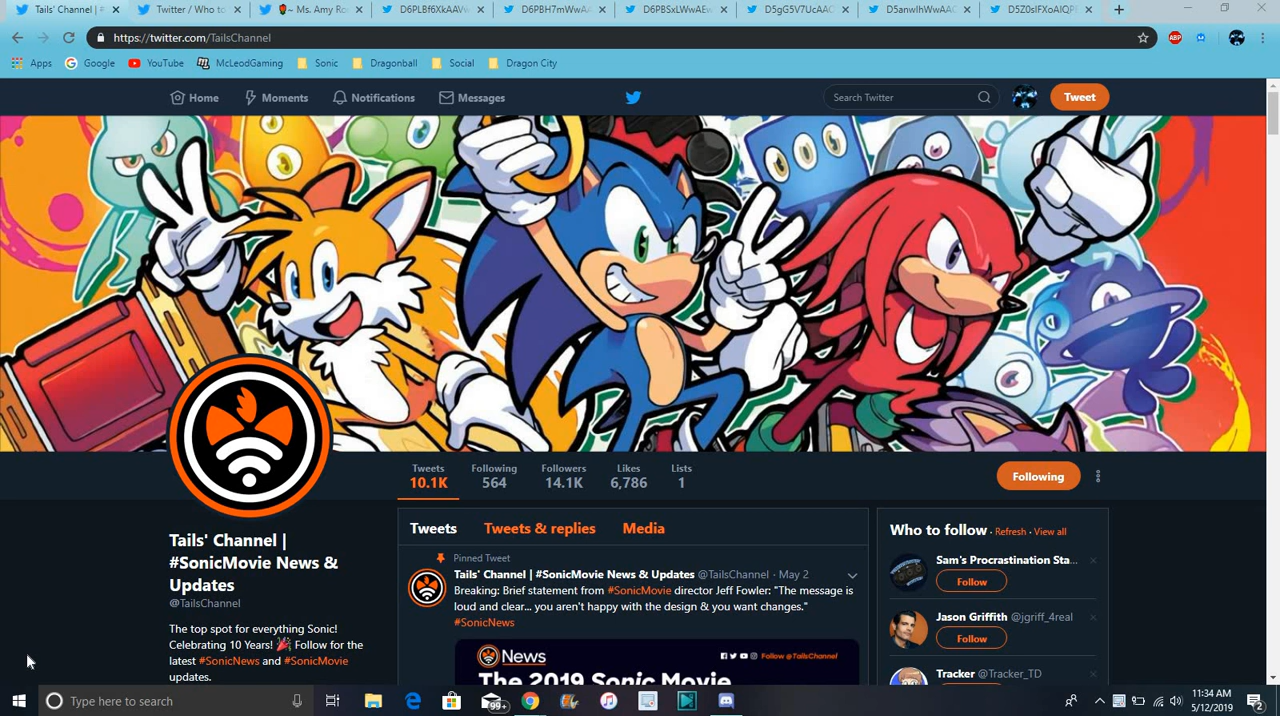 Tails' Channel | #
Twitter / Who to
~ Ms. Amy Ro
D6PLBf6XkAAV
D6PBH7mWwAA
D6PBSxLWwAEw
D5gG5V7UcAAC
D5anwIhWwAAC
D5Z0sIFXoAIQP
https://twitter.com/TailsChannel
ABP
Apps
Google
YouTube
McLeodGaming
Sonic
Dragonball
Social
Dragon City
Home
Moments
Notifications
Messages
Search Twitter
Tweet
Tweets
Following
Followers
Likes
Lists
10.1K
564
14.1K
6,786
1
Following
Tails' Channel |
#SonicMovie News &
Updates
@TailsChannel
The top spot for everything Sonic!
Celebrating 10 Years! 🎉 Follow for the
latest #SonicNews and #SonicMovie
updates.
Tweets
Tweets & replies
Media
Pinned Tweet
Tails' Channel | #SonicMovie News & Updates @TailsChannel · May 2
Breaking: Brief statement from #SonicMovie director Jeff Fowler: "The message is
loud and clear... you aren't happy with the design & you want changes."
#SonicNews
News
Follow @TailsChannel
The 2019 Sonic Movie
Who to follow · Refresh · View all
Sam's Procrastination Sta...
Follow
Jason Griffith @jgriff_4real
Follow
Tracker @Tracker_TD
Type here to search
99+
11:34 AM
5/12/2019
2